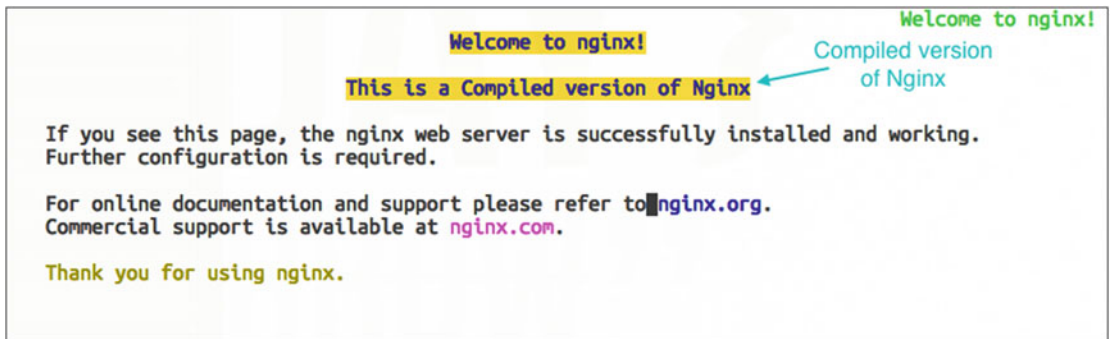 Welcome to nginx!
Welcome to nginx!
Compiled version
of Nginx
This is a Compiled version of Nginx
If you see this page, the nginx web server is successfully installed and working.
Further configuration is required.
For online documentation and support please refer to nginx.org.
Commercial support is available at nginx.com.
Thank you for using nginx.